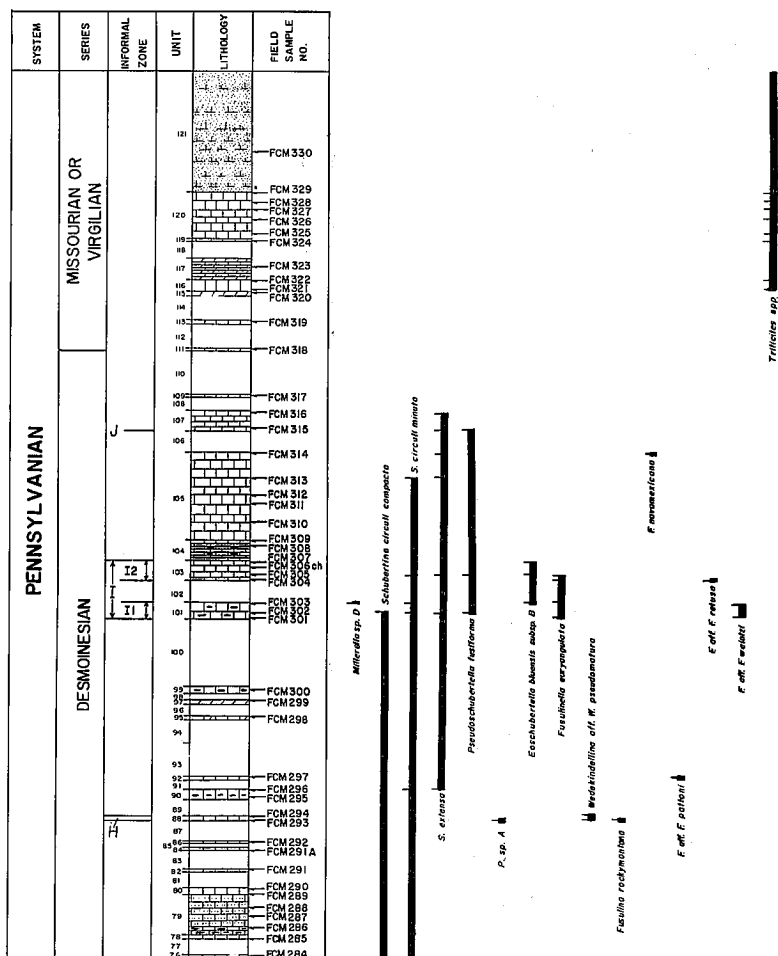 SYSTEM
SERIES
INFORMAL ZONE
UNIT
LITHOLOGY
FIELD SAMPLE NO.
PENNSYLVANIAN
MISSOURIAN OR VIRGILIAN
DESMOINESIAN
J
I
I2
I1
H
121
120
119
118
117
116
115
114
113
112
111
110
109
108
107
106
105
104
103
102
101
100
99
98
97
96
95
94
93
92
91
90
89
88
87
86
85
84
83
82
81
80
79
78
77
76
FCM 330
FCM 329
FCM 328
FCM 327
FCM 326
FCM 325
FCM 324
FCM 323
FCM 322
FCM 321
FCM 320
FCM 319
FCM 318
FCM 317
FCM 316
FCM 315
FCM 314
FCM 313
FCM 312
FCM 311
FCM 310
FCM 309
FCM 308
FCM 307
FCM 306 ch
FCM 305
FCM 304
FCM 303
FCM 302
FCM 301
FCM 300
FCM 299
FCM 298
FCM 297
FCM 296
FCM 295
FCM 294
FCM 293
FCM 292
FCM 291A
FCM 291
FCM 290
FCM 289
FCM 288
FCM 287
FCM 286
FCM 285
FCM 284
Millerella sp. D
Schubertina circuli compacta
S. circuli minuta
S. extensa
Pseudoschubertella fusiforma
P. sp. A
Eoschubertella bluensis subsp. B
Fusulinella euryangulata
Wedekindellina aff. W. pseudomatura
Fusulina rockymontana
F. novamexicana
F. aff. F. pattoni
F. aff. F. retusa
F. aff. F.
Triticites spp.